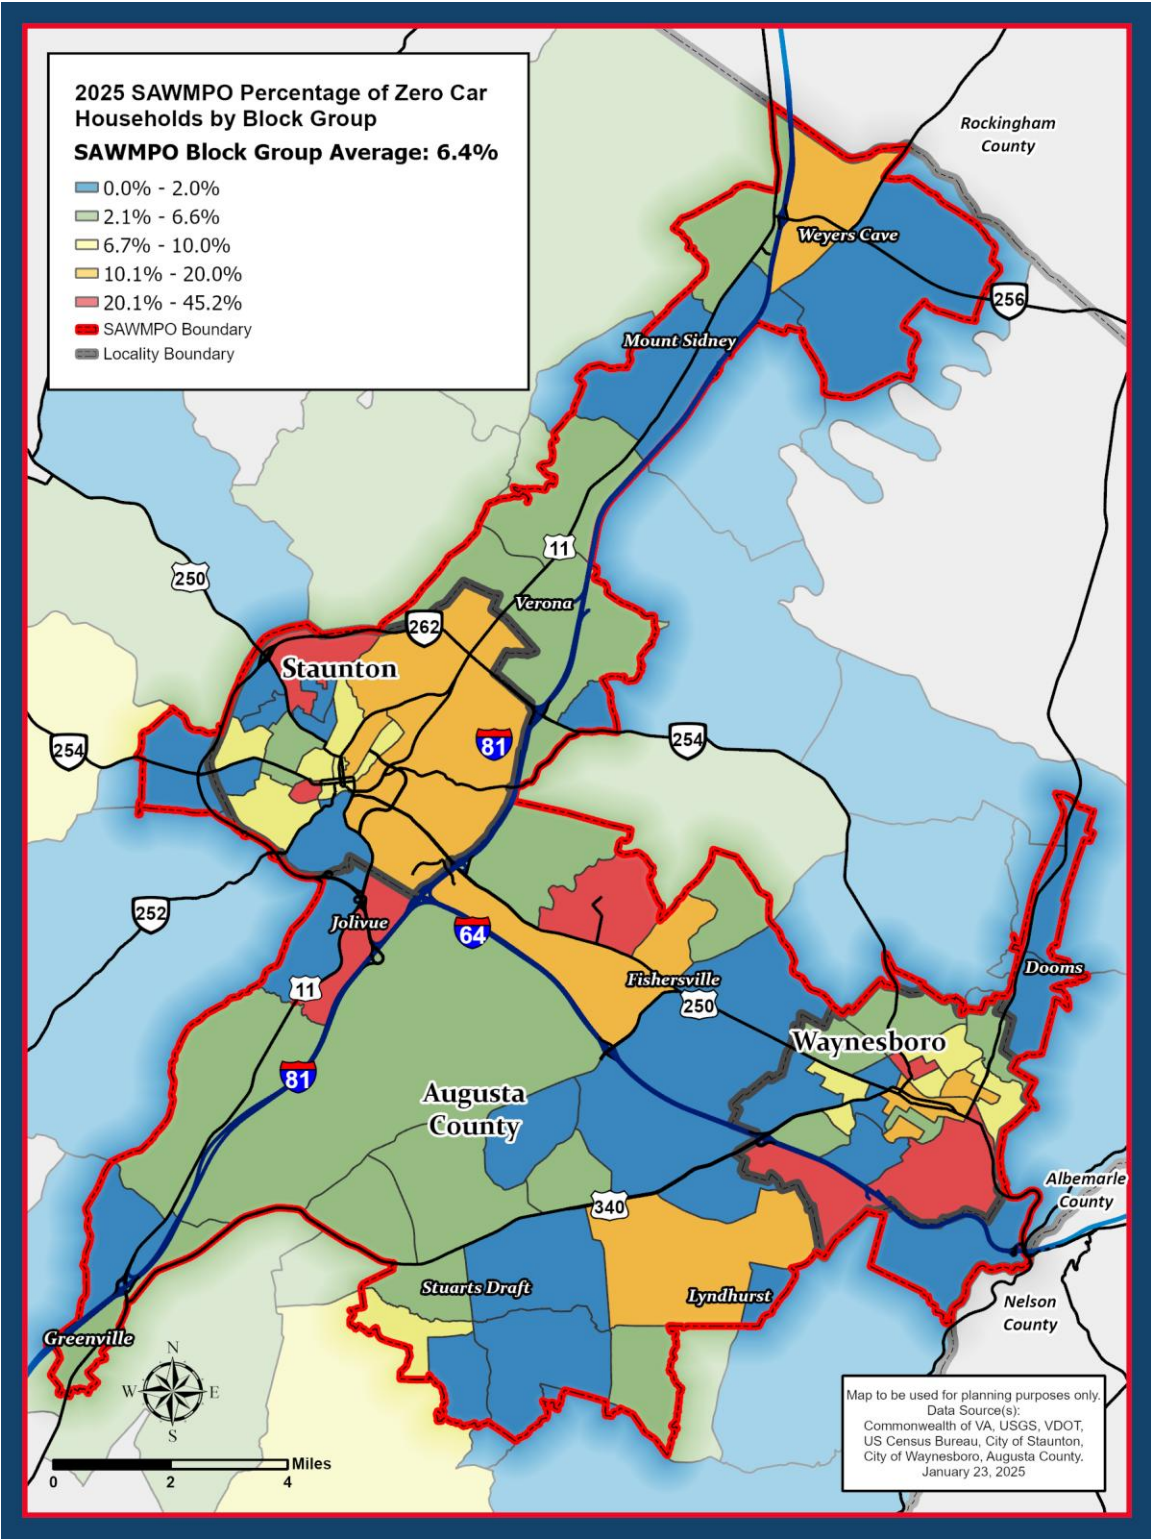 2025 SAWMPO Percentage of Zero Car
Households by Block Group
SAWMPO Block Group Average: 6.4%
0.0% - 2.0%
2.1% - 6.6%
6.7% - 10.0%
10.1% - 20.0%
20.1% - 45.2%
SAWMPO Boundary
Locality Boundary
Rockingham
County
Weyers Cave
256
Mount Sidney
11
250
Verona
262
Staunton
254
81
254
252
Jolivue
64
Fishersville
Dooms
11
250
Waynesboro
81
Augusta
County
Albemarle
County
340
Stuarts Draft
Lyndhurst
Nelson
County
Greenville
N
W
E
S
Miles
0
2
4
Map to be used for planning purposes only.
Data Source(s):
Commonwealth of VA, USGS, VDOT,
US Census Bureau, City of Staunton,
City of Waynesboro, Augusta County.
January 23, 2025